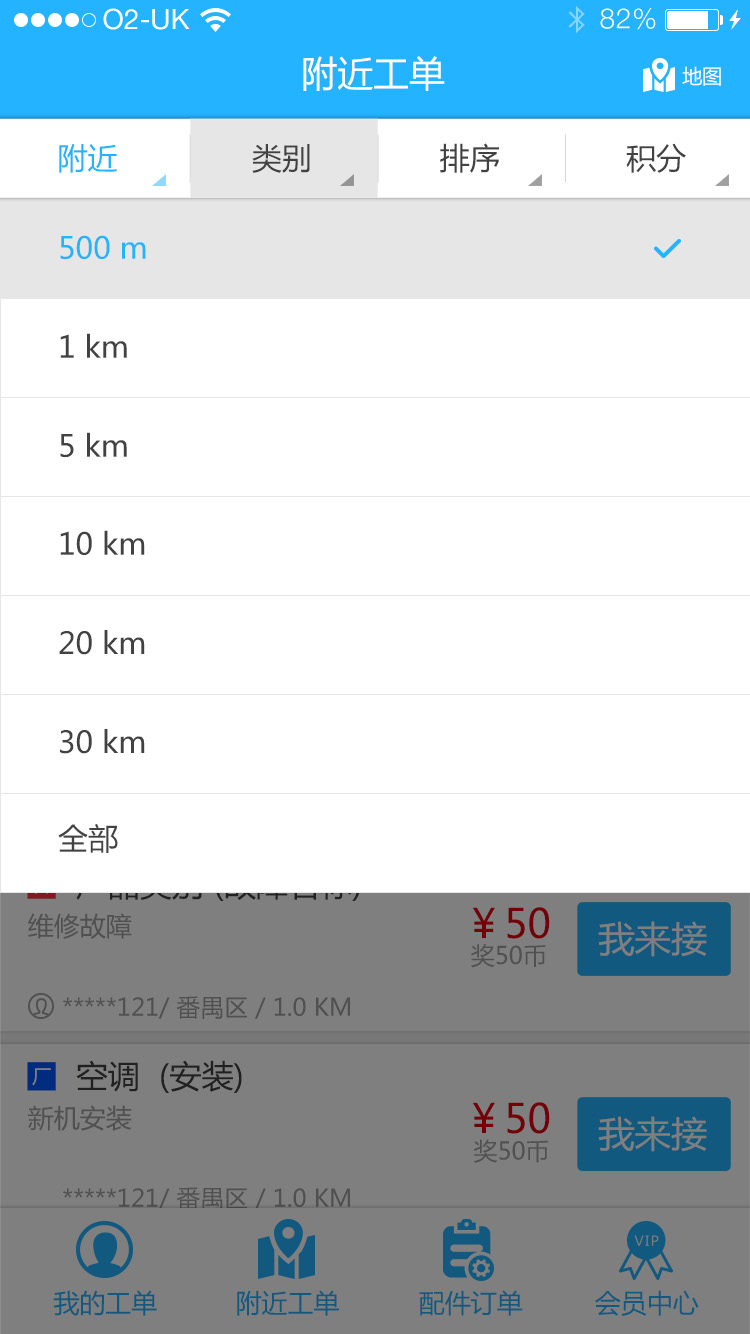 O2-UK 82%
附近工单 地图
附近 类别 排序 积分
500 m
1 km
5 km
10 km
20 km
30 km
全部
维修故障
¥ 50
奖50币
我来接
*****121/ 番禺区 / 1.0 KM
厂 空调 (安装)
新机安装
¥ 50
奖50币
我来接
*****121/ 番禺区 / 1.0 KM
VIP
我的工单 附近工单 配件订单 会员中心